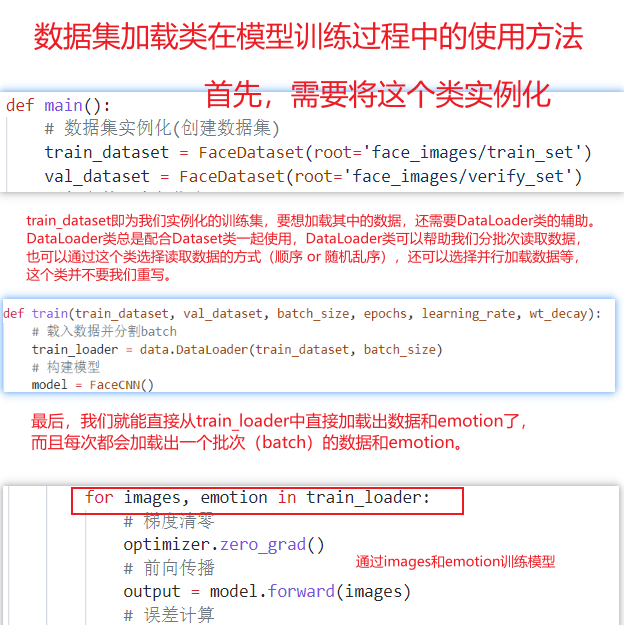 数据集加载类在模型训练过程中的使用方法
首先，需要将这个类实例化
def main():
# 数据集实例化(创建数据集)
train_dataset = FaceDataset(root='face_images/train_set')
val_dataset = FaceDataset(root='face_images/verify_set')
train_dataset即为我们实例化的训练集，要想加载其中的数据，还需要DataLoader类的辅助。
DataLoader类总是配合Dataset类一起使用，DataLoader类可以帮助我们分批次读取数据，
也可以通过这个类选择读取数据的方式（顺序 or 随机乱序），还可以选择并行加载数据等，
这个类并不要我们重写。
def train(train_dataset, val_dataset, batch_size, epochs, learning_rate, wt_decay):
# 载入数据并分割batch
train_loader = data.DataLoader(train_dataset, batch_size)
# 构建模型
model = FaceCNN()
最后，我们就能直接从train_loader中直接加载出数据和emotion了，
而且每次都会加载出一个批次（batch）的数据和emotion。
for images, emotion in train_loader:
# 梯度清零
optimizer.zero_grad()
# 前向传播
通过images和emotion训练模型
output = model.forward(images)
# 误差计算